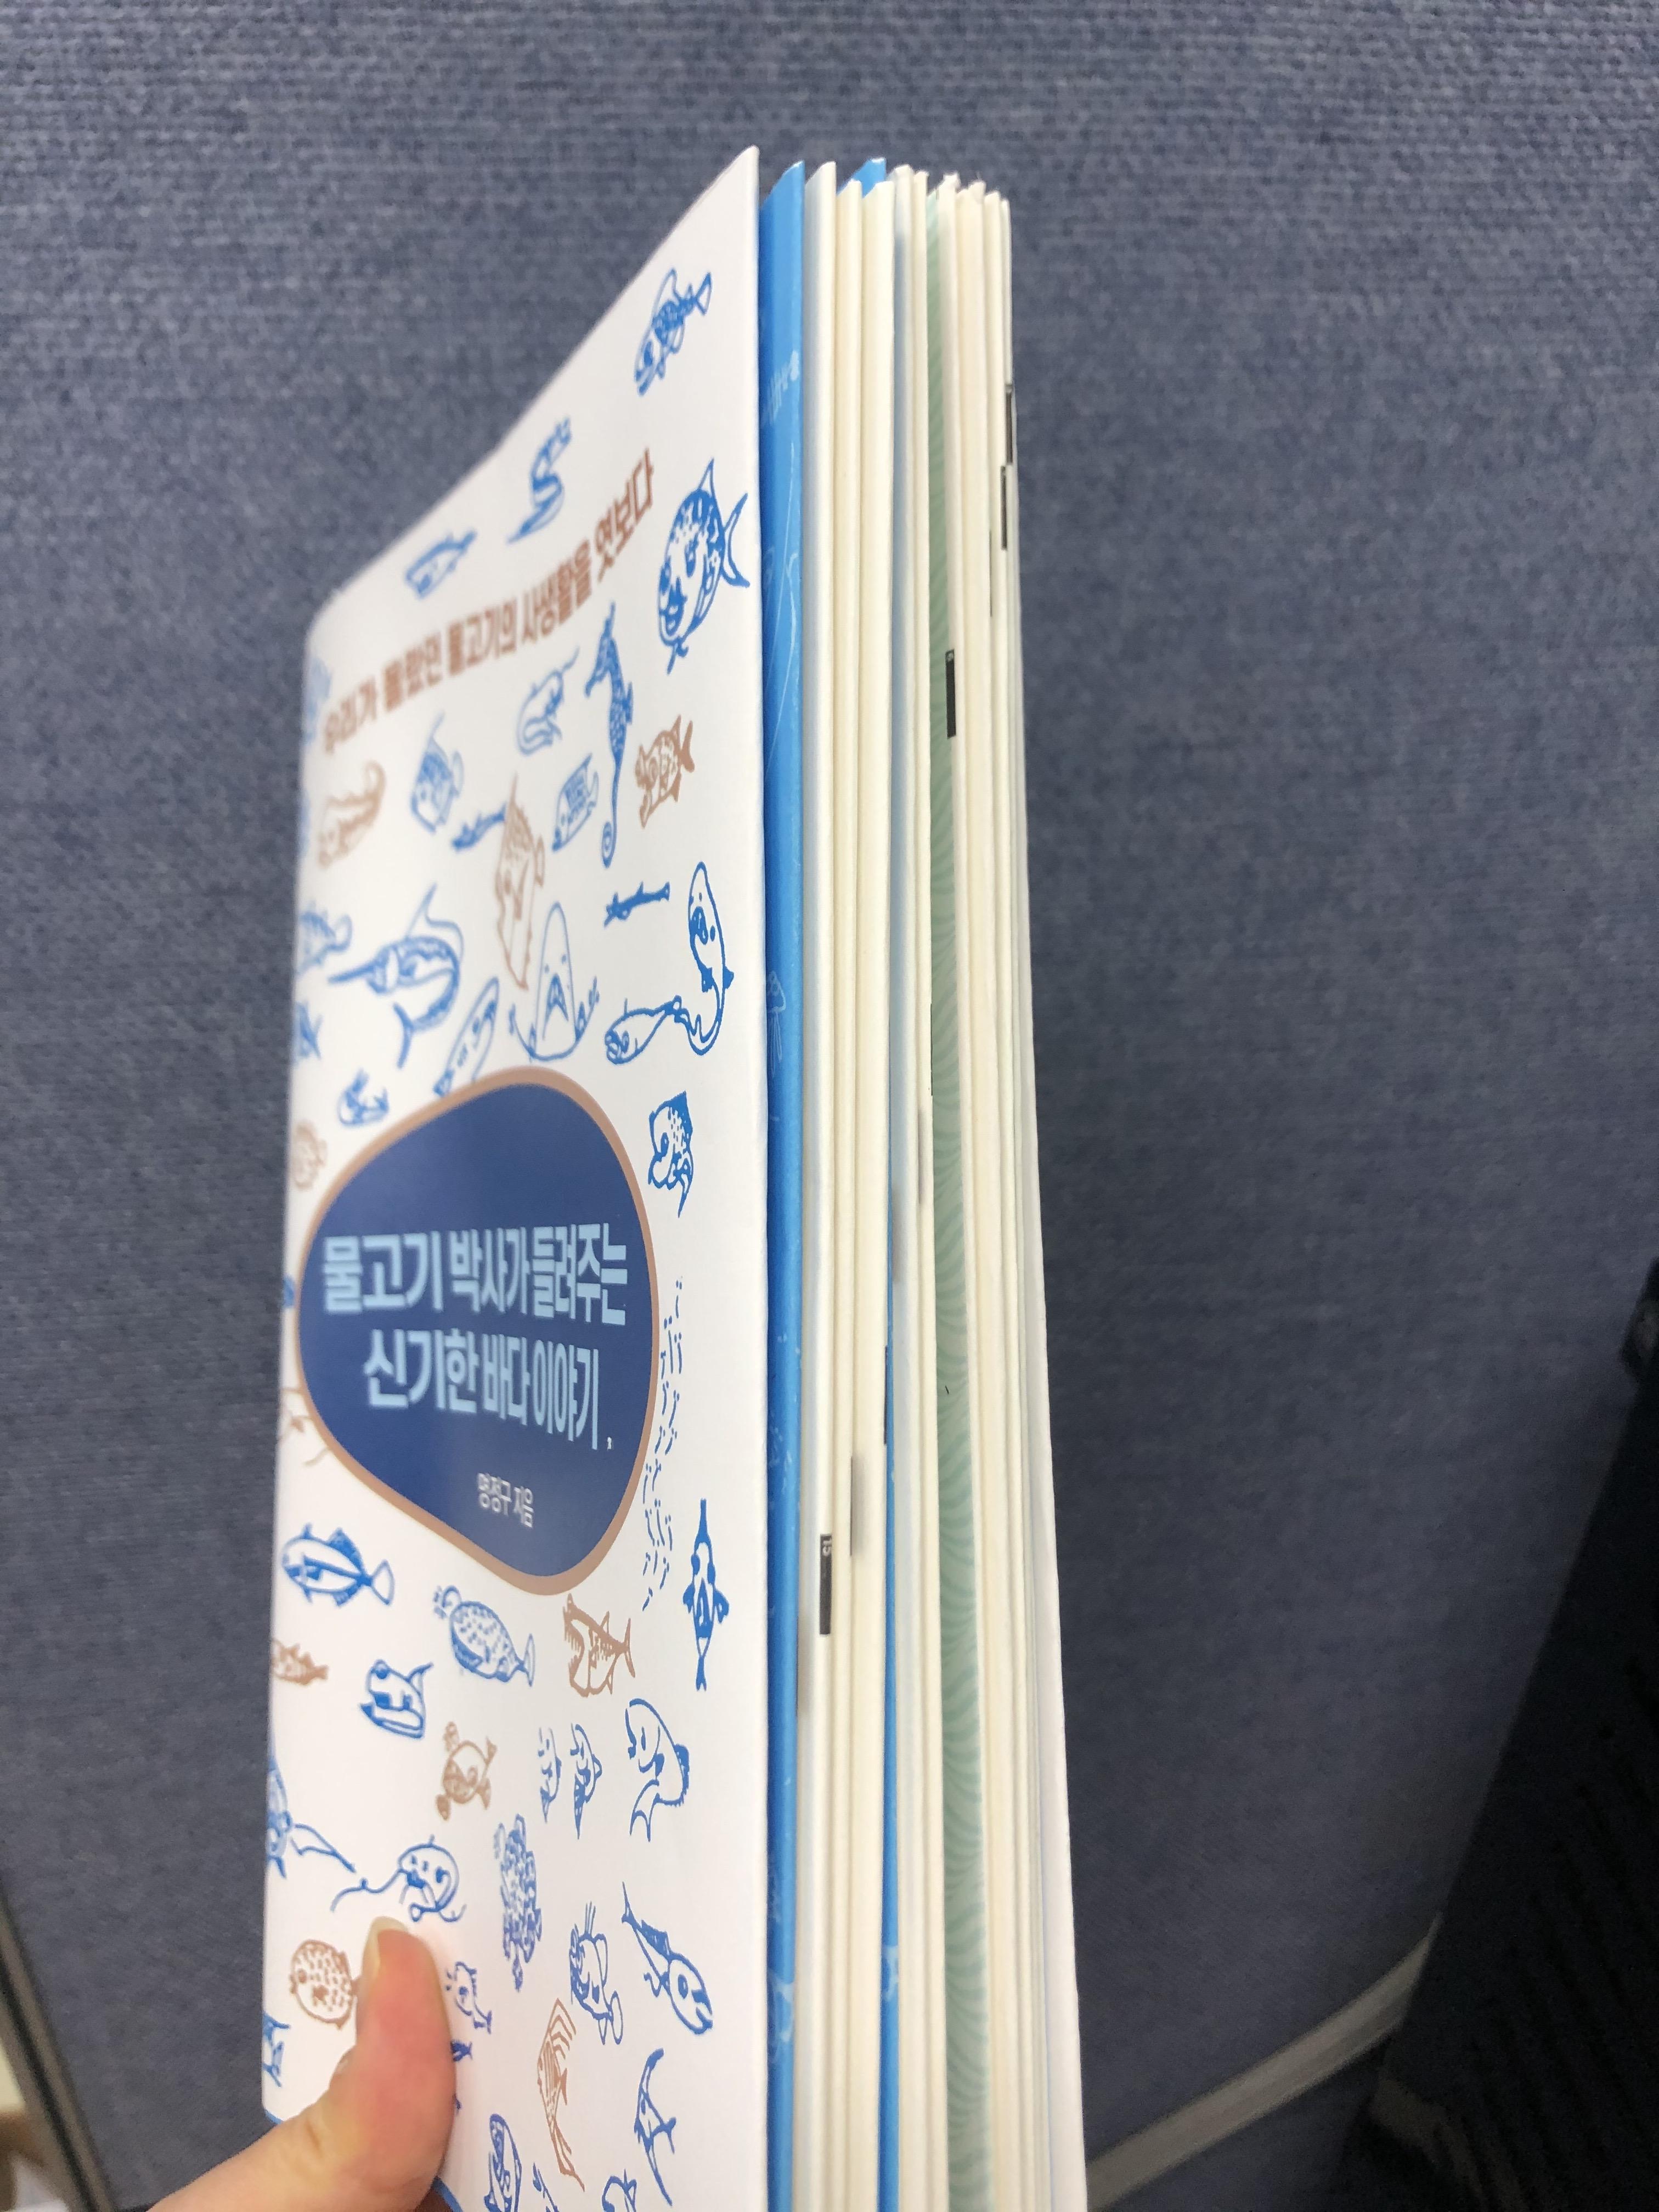 우리가 몰랐던 물고기의 사생활을 엿보다
물고기 박사가 들려주는
신기한 바다 이야기,
명정구 지음
15